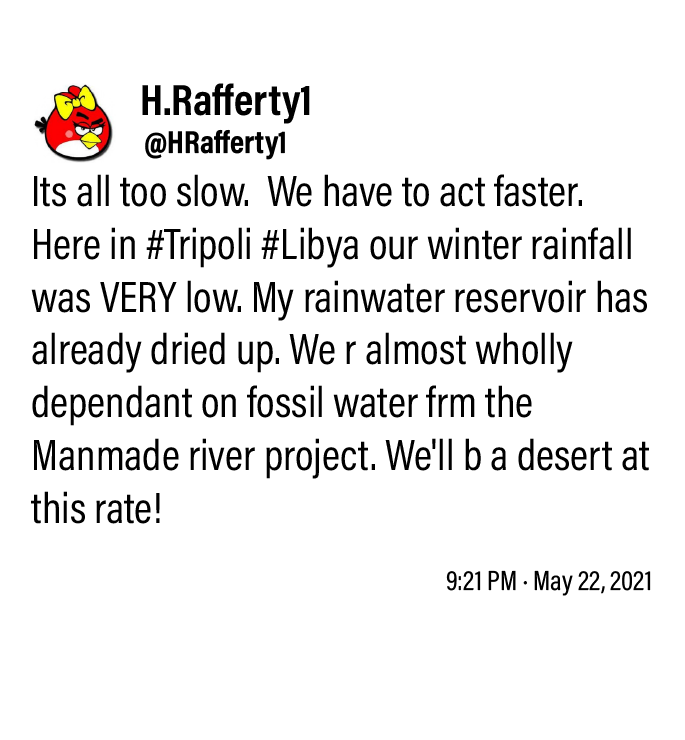 H.Rafferty1
@HRafferty1
Its all too slow.  We have to act faster.
Here in #Tripoli #Libya our winter rainfall
was VERY low. My rainwater reservoir has
already dried up. We r almost wholly
dependant on fossil water frm the
Manmade river project. We'll b a desert at
this rate!
9:21 PM · May 22, 2021